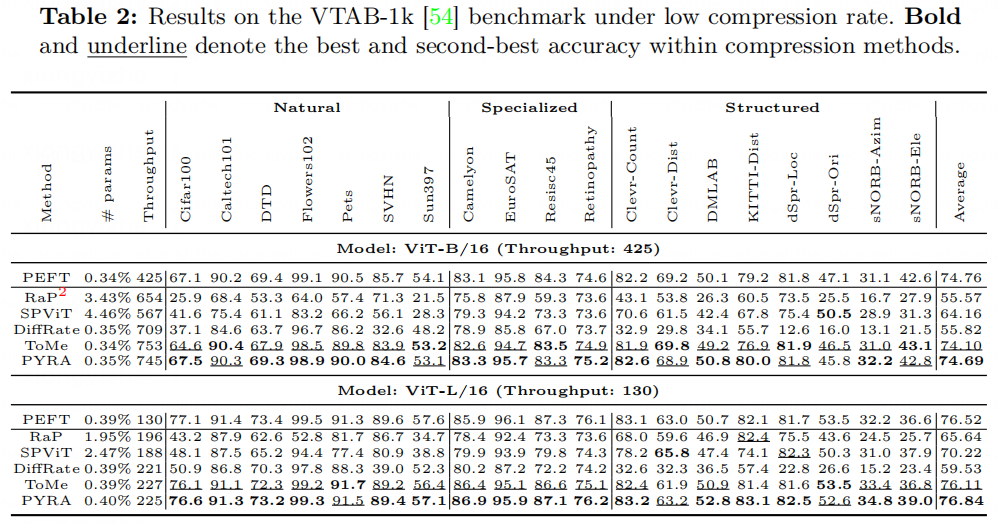 Table 2: Results on the VTAB-1k [54] benchmark under low compression rate. Bold
and underline denote the best and second-best accuracy within compression methods.
Natural Specialized Structured
Method # params Throughput Cifar100 Caltech101 DTD Flowers102 Pets SVHN Sun397 Camelyon EuroSAT Resisc45 Retinopathy Clevr-Count Clevr-Dist DMLAB KITTI-Dist dSpr-Loc dSpr-Ori sNORB-Azim sNORB-Ele Average
Model: ViT-B/16 (Throughput: 425)
PEFT 0.34% 425 67.1 90.2 69.4 99.1 90.5 85.7 54.1 83.1 95.8 84.3 74.6 82.2 69.2 50.1 79.2 81.8 47.1 31.1 42.6 74.76
RaP2 3.43% 654 25.9 68.4 53.3 64.0 57.4 71.3 21.5 75.8 87.9 59.3 73.6 43.1 53.8 26.3 60.5 73.5 25.5 16.7 27.9 55.57
SPViT 4.46% 567 41.6 75.4 61.1 83.2 66.2 56.1 28.3 79.3 94.2 73.3 73.6 70.6 61.5 42.4 67.8 75.4 50.5 28.9 31.3 64.16
DiffRate 0.35% 709 37.1 84.6 63.7 96.7 86.2 32.6 48.2 78.9 85.8 67.0 73.7 32.9 29.8 34.1 55.7 12.6 16.0 13.1 21.5 55.82
ToMe 0.34% 753 64.6 90.4 67.9 98.5 89.8 83.9 53.2 82.6 94.7 83.5 74.9 81.9 69.8 49.2 76.9 81.9 46.5 31.0 43.1 74.10
PYRA 0.35% 745 67.5 90.3 69.3 98.9 90.0 84.6 53.1 83.3 95.7 83.3 75.2 82.6 68.9 50.8 80.0 81.8 45.8 32.2 42.8 74.69
Model: ViT-L/16 (Throughput: 130)
PEFT 0.39% 130 77.1 91.4 73.4 99.5 91.3 89.6 57.6 85.9 96.1 87.3 76.1 83.1 63.0 50.7 82.1 81.7 53.5 32.2 36.6 76.52
RaP 1.95% 196 43.2 87.9 62.6 52.8 81.7 86.7 34.7 78.4 92.4 73.3 73.6 68.0 59.6 46.9 82.4 75.5 43.6 24.5 25.7 65.64
SPViT 2.47% 188 48.1 87.5 65.2 94.4 77.4 80.9 38.8 79.9 93.9 79.8 74.3 78.2 65.8 47.4 74.1 82.3 50.3 31.0 37.9 70.22
DiffRate 0.39% 221 50.9 86.8 70.3 97.8 88.3 39.0 52.3 80.2 87.2 72.2 74.2 32.6 32.3 36.5 57.4 22.8 26.6 15.2 23.4 59.53
ToMe 0.39% 227 76.1 91.1 72.3 99.2 91.7 89.2 56.4 86.4 95.1 86.6 75.1 82.4 61.9 50.9 81.4 81.6 53.5 33.4 36.8 76.11
PYRA 0.40% 225 76.6 91.3 73.2 99.3 91.5 89.4 57.1 86.9 95.9 87.1 76.2 83.2 63.2 52.8 83.1 82.5 52.6 34.8 39.0 76.84